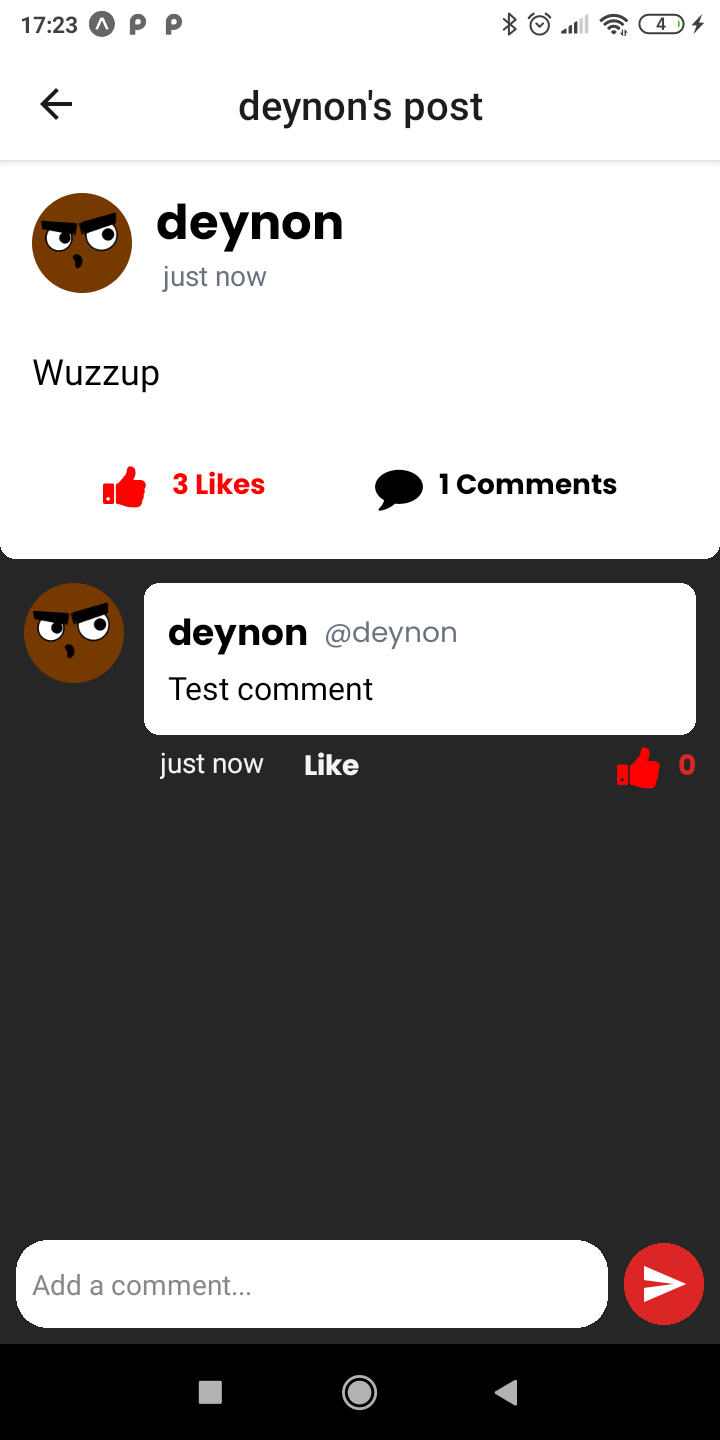 17:23 4
deynon's post
deynon
just now
Wuzzup
3 Likes 1 Comments
deynon @deynon
Test comment
just now Like 0
Add a comment...